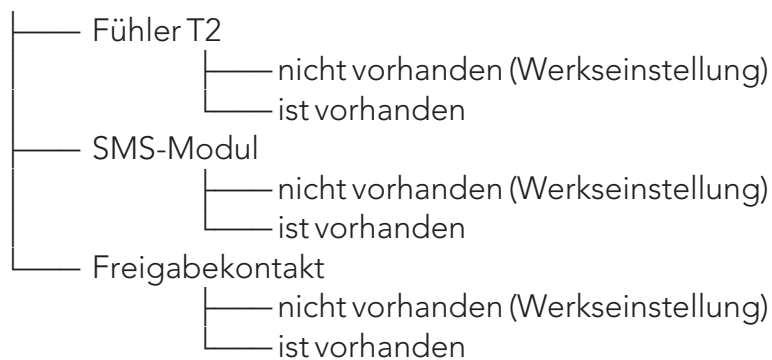 Fühler T2
nicht vorhanden (Werkseinstellung)
ist vorhanden
SMS-Modul
nicht vorhanden (Werkseinstellung)
ist vorhanden
Freigabekontakt
nicht vorhanden (Werkseinstellung)
ist vorhanden